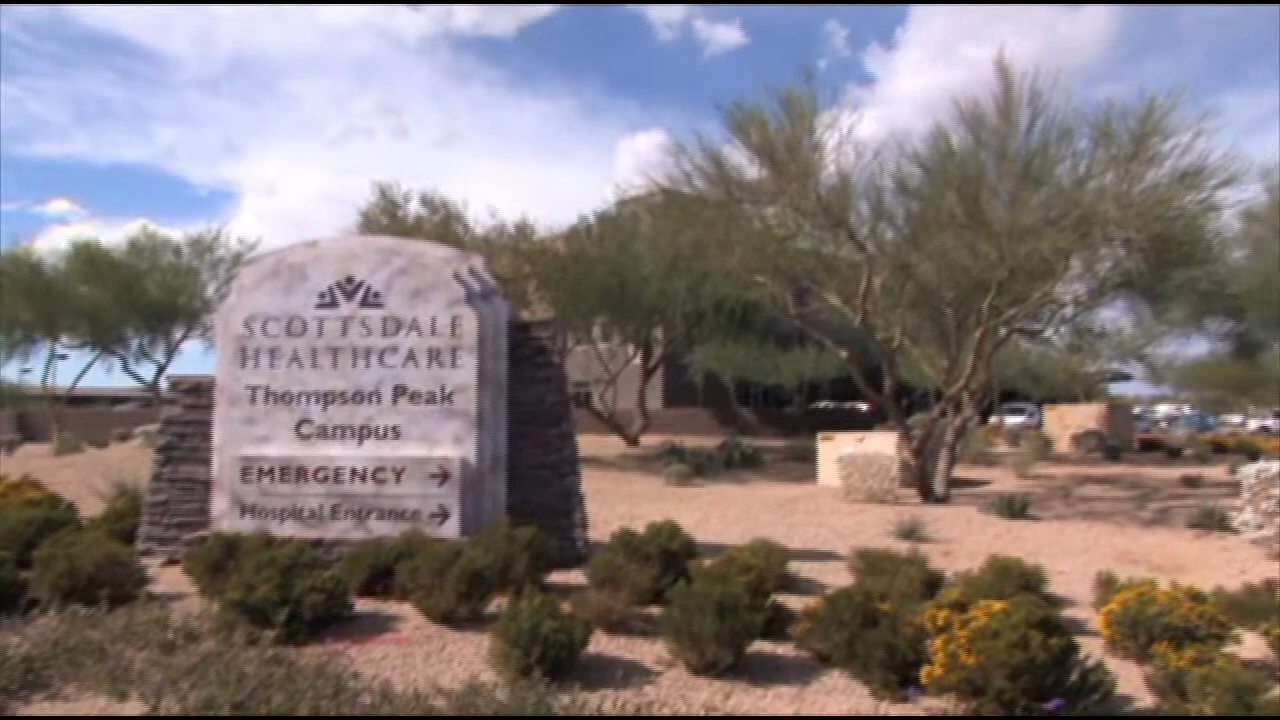 SCOTTSDALE
HEALTHCARE
Thompson Peak
Campus
EMERGENCY →
Hospital Entrance →